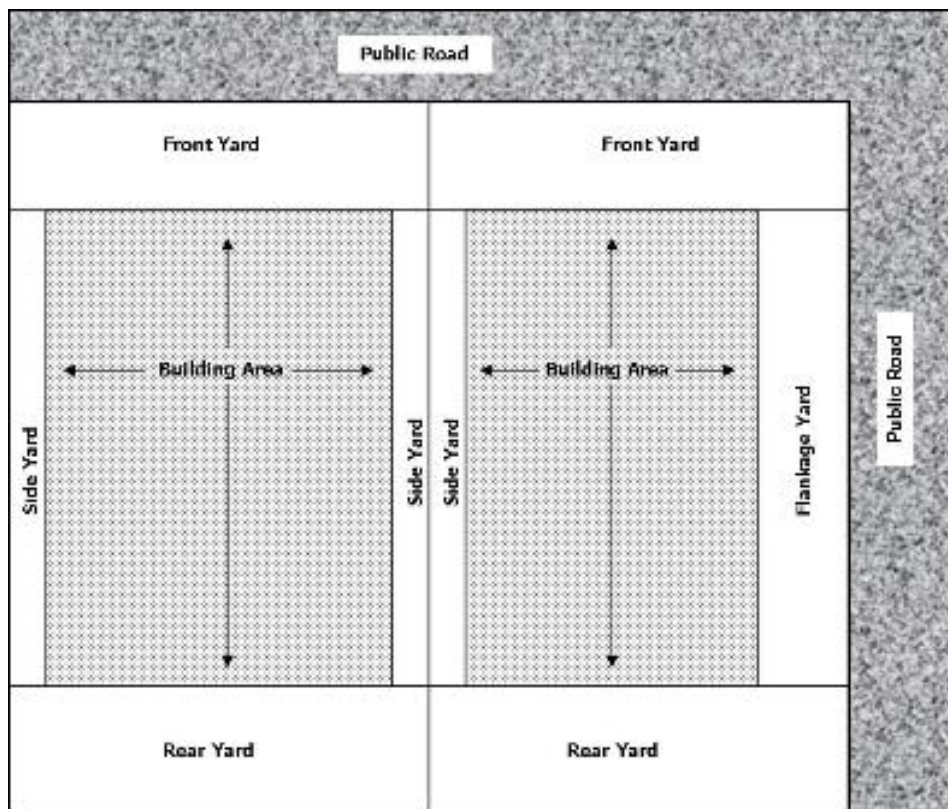 Public Road
Front Yard
Front Yard
Building Area
Building Area
Side Yard
Side Yard
Side Yard
Flankage Yard
Public Road
Rear Yard
Rear Yard